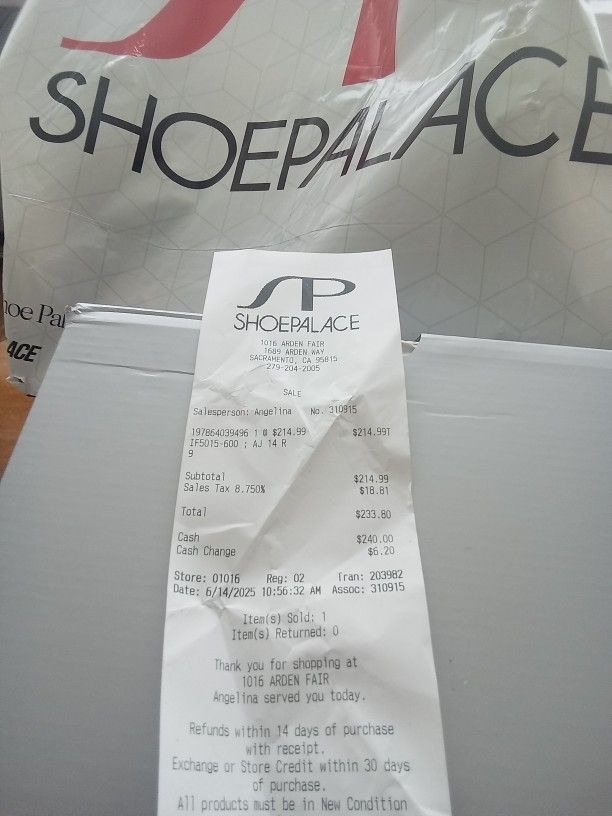 SP
SHOEPALACE
hoe Pal
ACE
SP
SHOEPALACE
1016 ARDEN FAIR
1689 ARDEN WAY
SACRAMENTO, CA 95815
279-204-2005
SALE
Salesperson: Angelina No. 310915
197864039496 1 @ $214.99 $214.99T
IF5015-600 ; AJ 14 R
9
Subtotal $214.99
Sales Tax 8.750% $18.81
Total $233.80
Cash $240.00
Cash Change $6.20
Store: 01016 Reg: 02 Tran: 203982
Date: 6/14/2025 10:56:32 AM Assoc: 310915
Item(s) Sold: 1
Item(s) Returned: 0
Thank you for shopping at
1016 ARDEN FAIR
Angelina served you today.
Refunds within 14 days of purchase
with receipt.
Exchange or Store Credit within 30 days
of purchase.
All products must be in New Condition